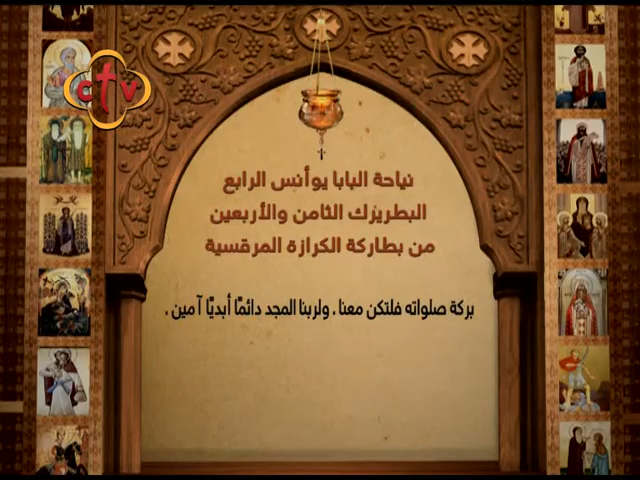 ctv
نياحة البابا يوأنس الرابع
البطريرك الثامن والأربعين
من بطاركة الكرازة المرقسية
بركة صلواته فلتكن معنا . ولربنا المجد دائمًا أبديًا آمين .